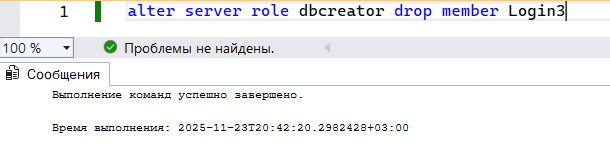 1
alter server role dbcreator drop member Login3
100 %
Проблемы не найдены.
Сообщения
Выполнение команд успешно завершено.
Время выполнения: 2025-11-23T20:42:20.2982428+03:00